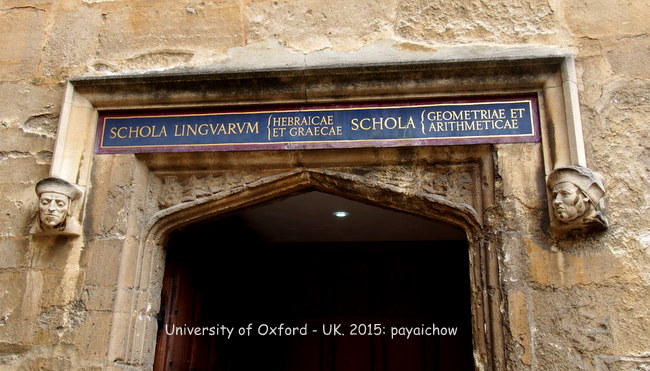 SCHOLA LINGVARVM { HEBRAICAE ET GRAECAE SCHOLA { GEOMETRIAE ET ARITHMETICAE
University of Oxford - UK. 2015: payaichow